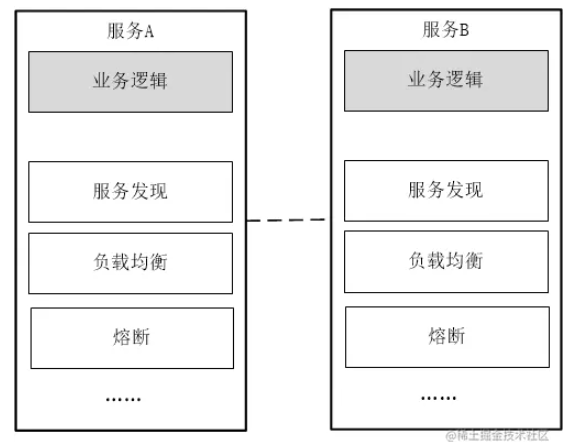 服务A
业务逻辑
服务发现
负载均衡
熔断
……
服务B
业务逻辑
服务发现
负载均衡
熔断
……
@稀土掘金技术社区